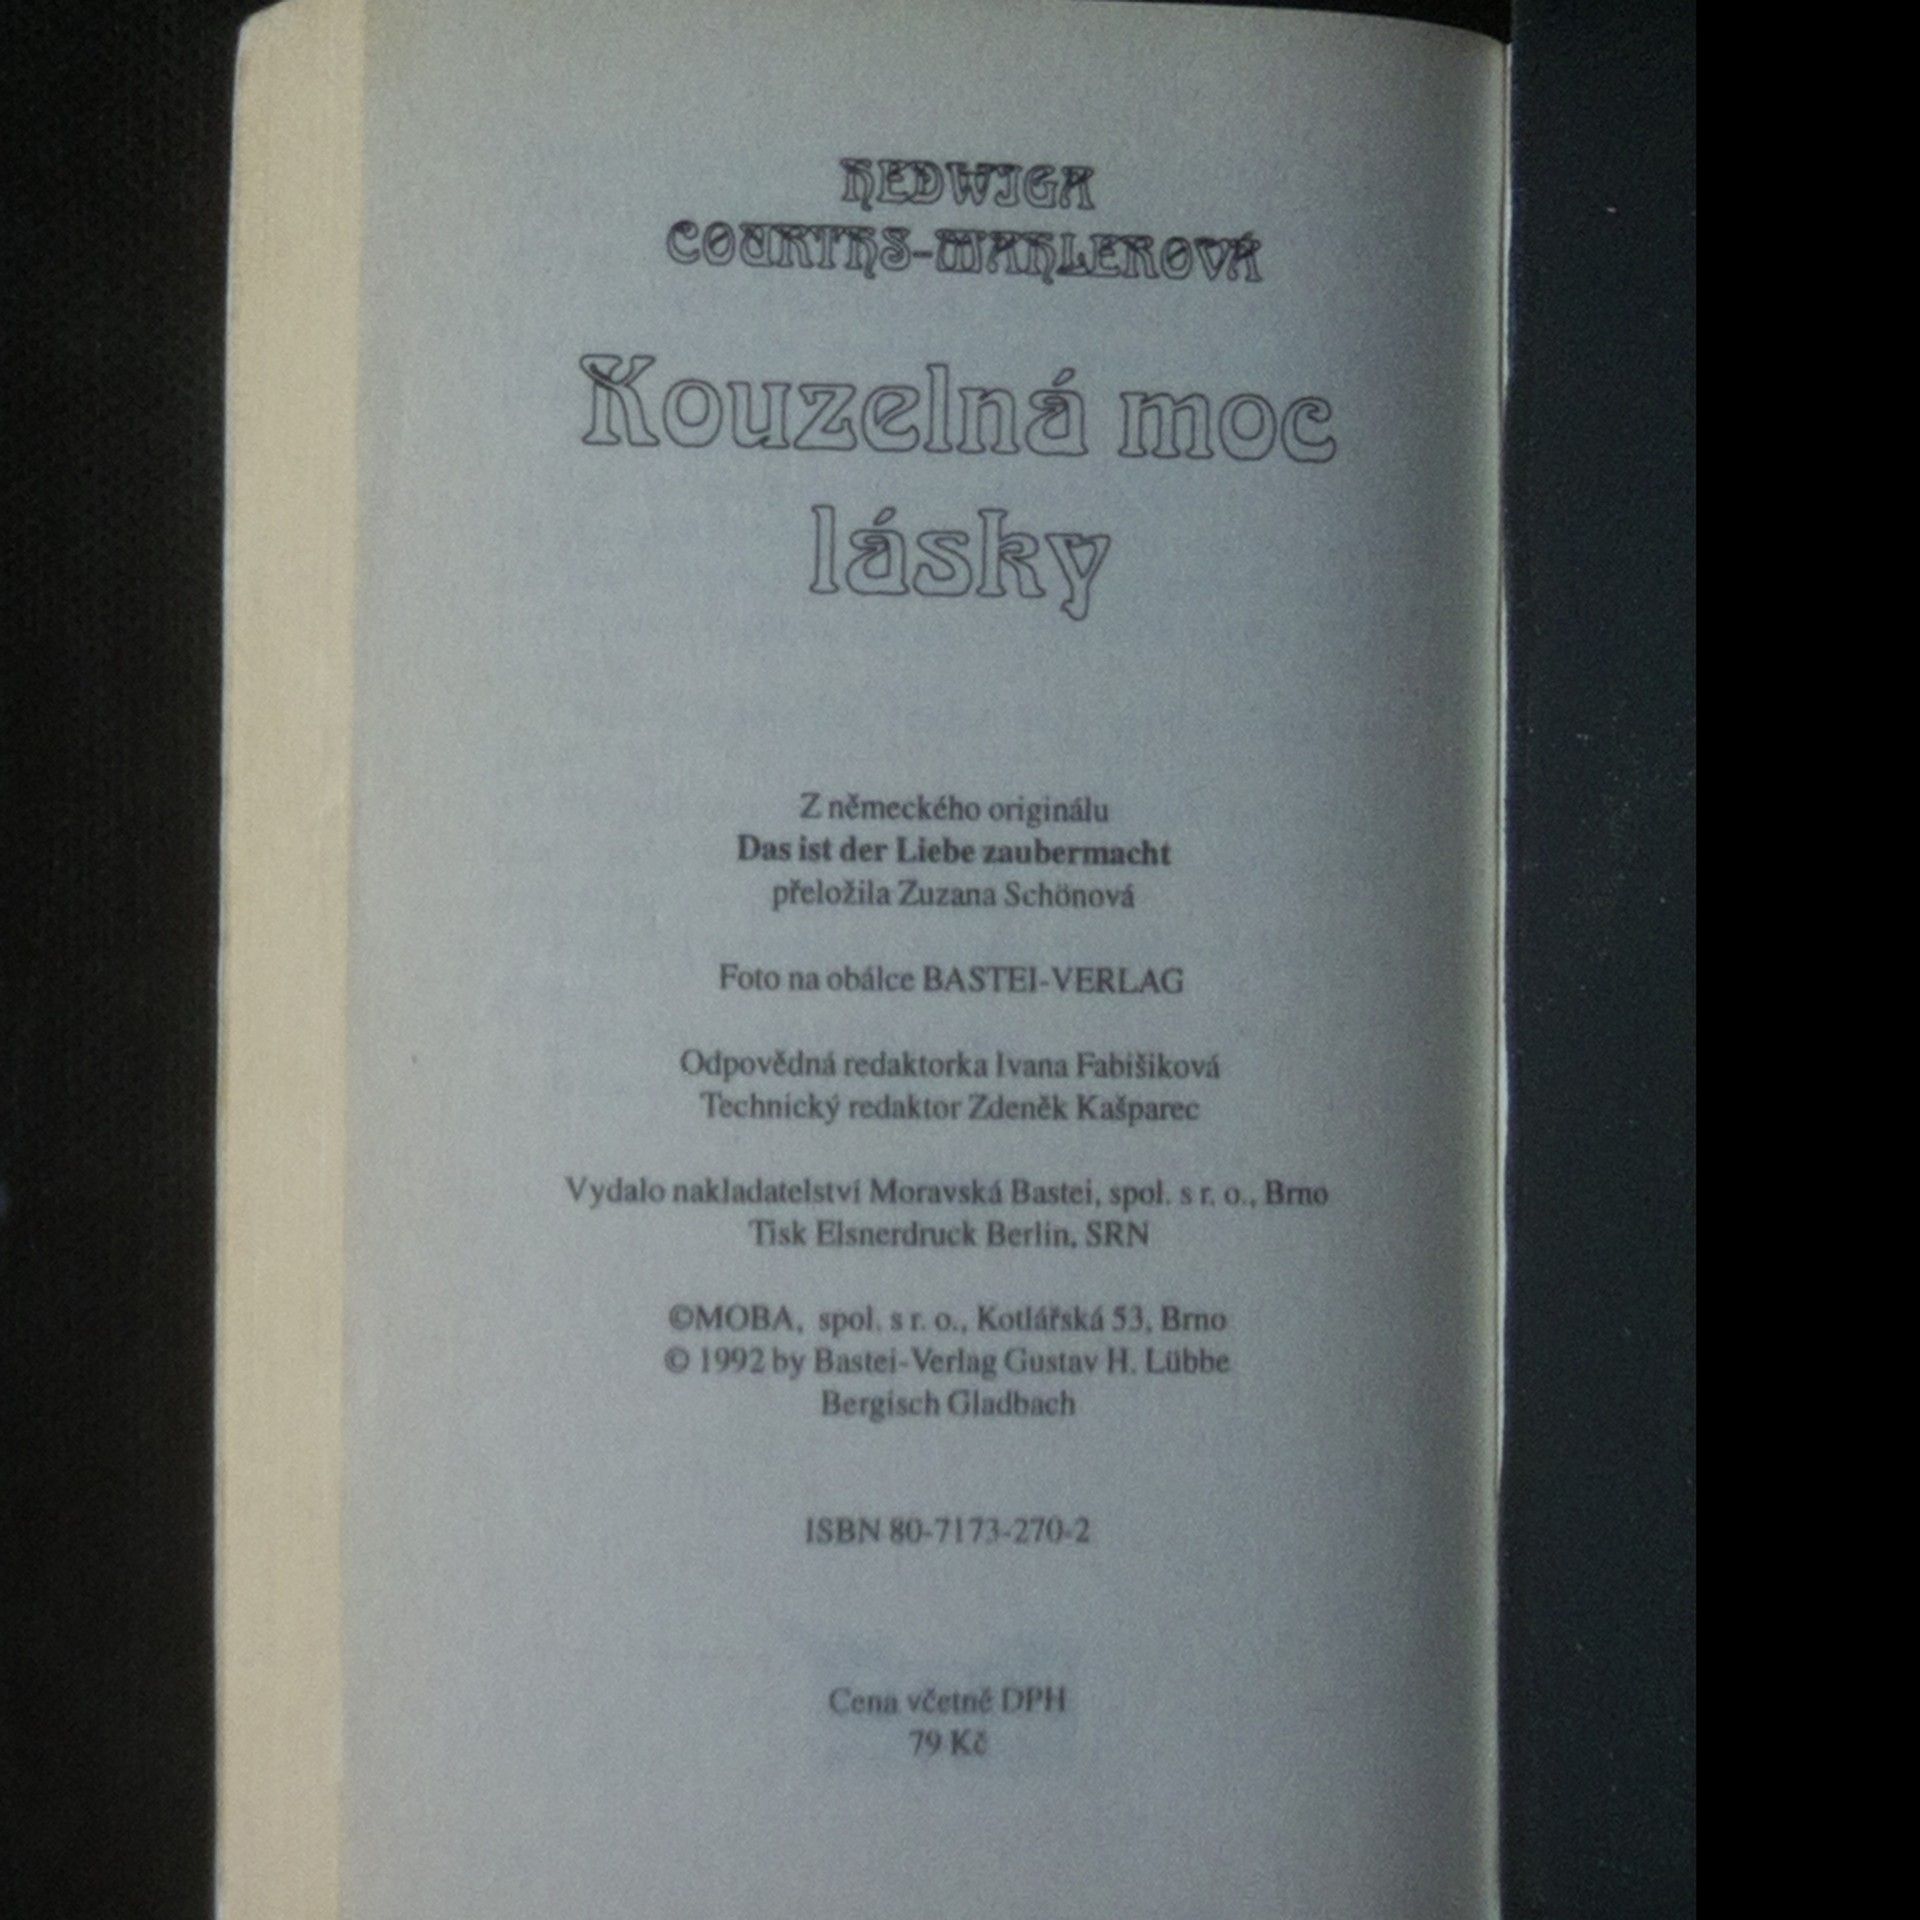 HEDWIGA
COURTHS-MAHLEROVÁ
Kouzelná moc
lásky
Z německého originálu
Das ist der Liebe zaubermacht
přeložila Zuzana Schönová
Foto na obálce BASTEI-VERLAG
Odpovědná redaktorka Ivana Fabišiková
Technický redaktor Zdeněk Kašparec
Vydalo nakladatelství Moravská Bastei, spol. s r. o., Brno
Tisk Elsnerdruck Berlin, SRN
©MOBA, spol. s r. o., Kotlářská 53, Brno
© 1992 by Bastei-Verlag Gustav H. Lübbe
Bergisch Gladbach
ISBN 80-7173-270-2
Cena včetně DPH
79 Kč